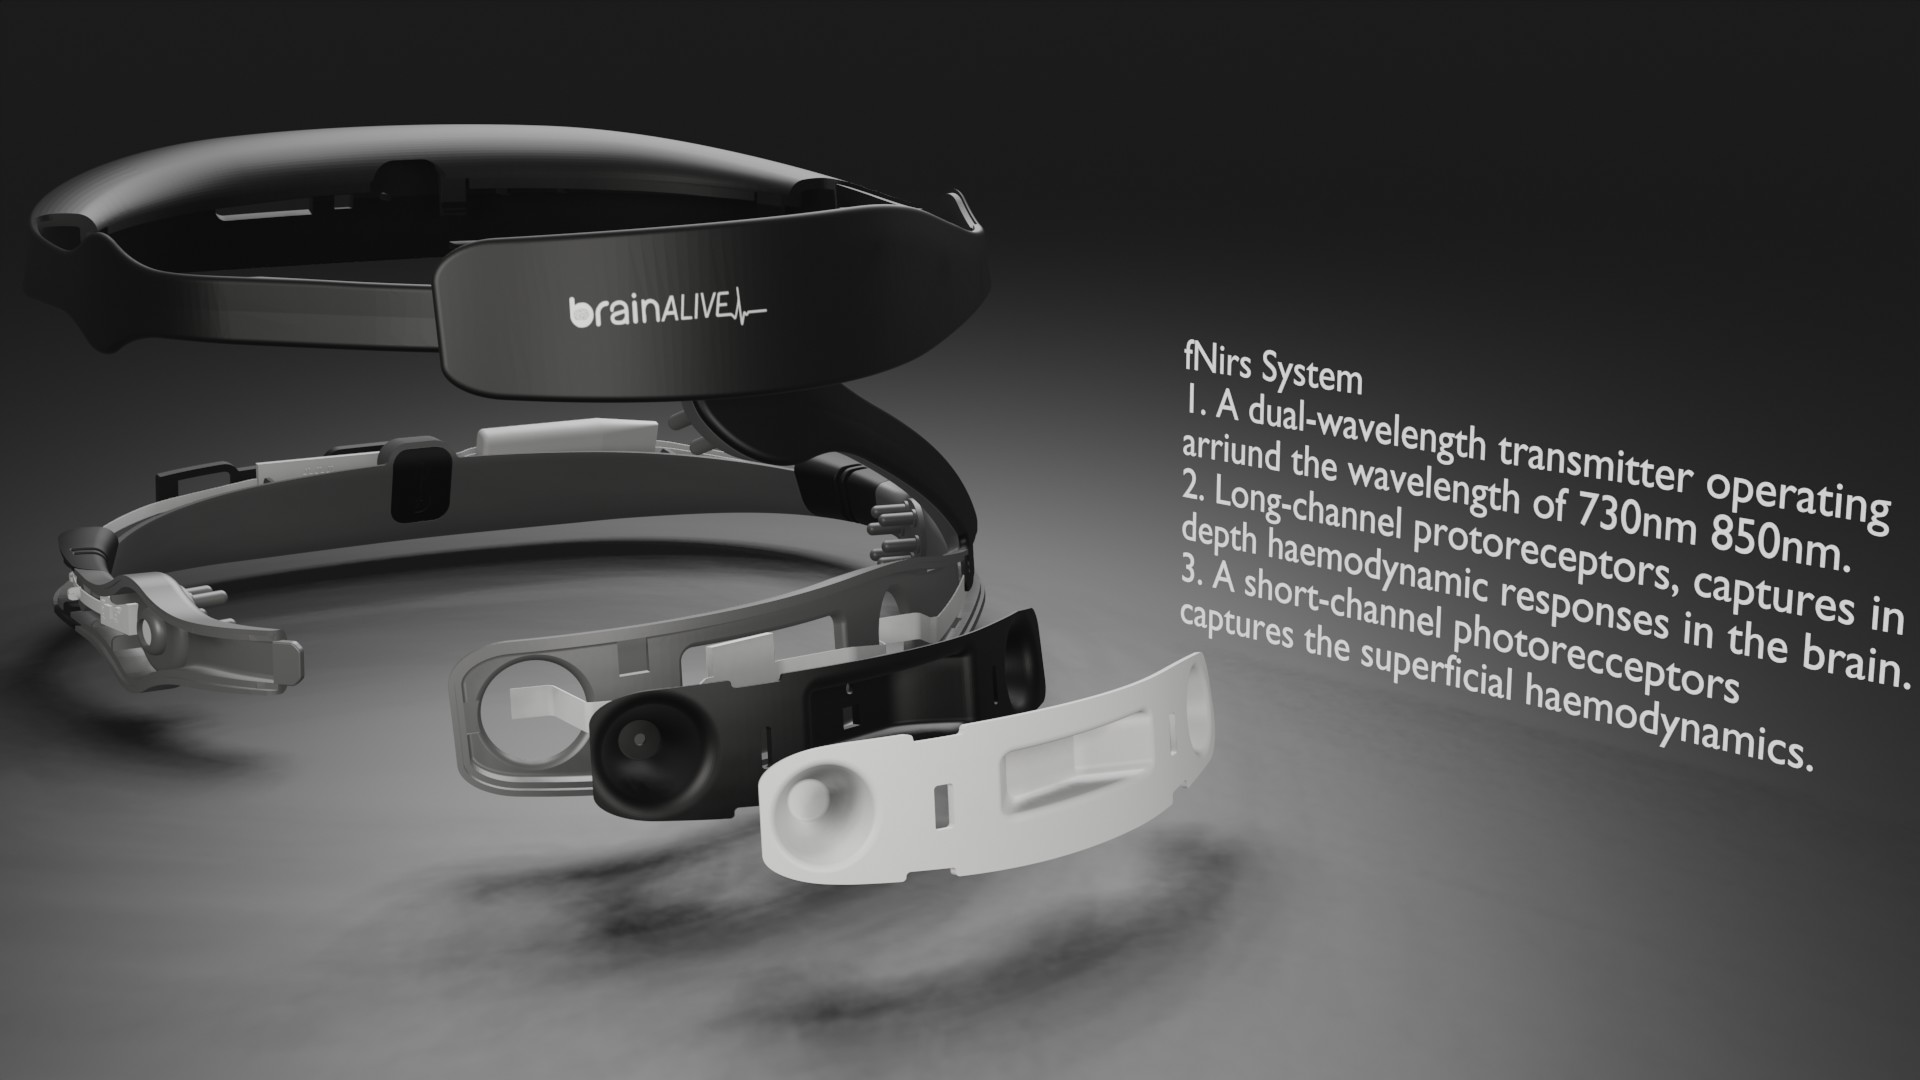 brainALIVE
fNirs System
1. A dual-wavelength transmitter operating
arriund the wavelength of 730nm 850nm.
2. Long-channel protoreceptors, captures in
depth haemodynamic responses in the brain.
3. A short-channel photorecceptors
captures the superficial haemodynamics.